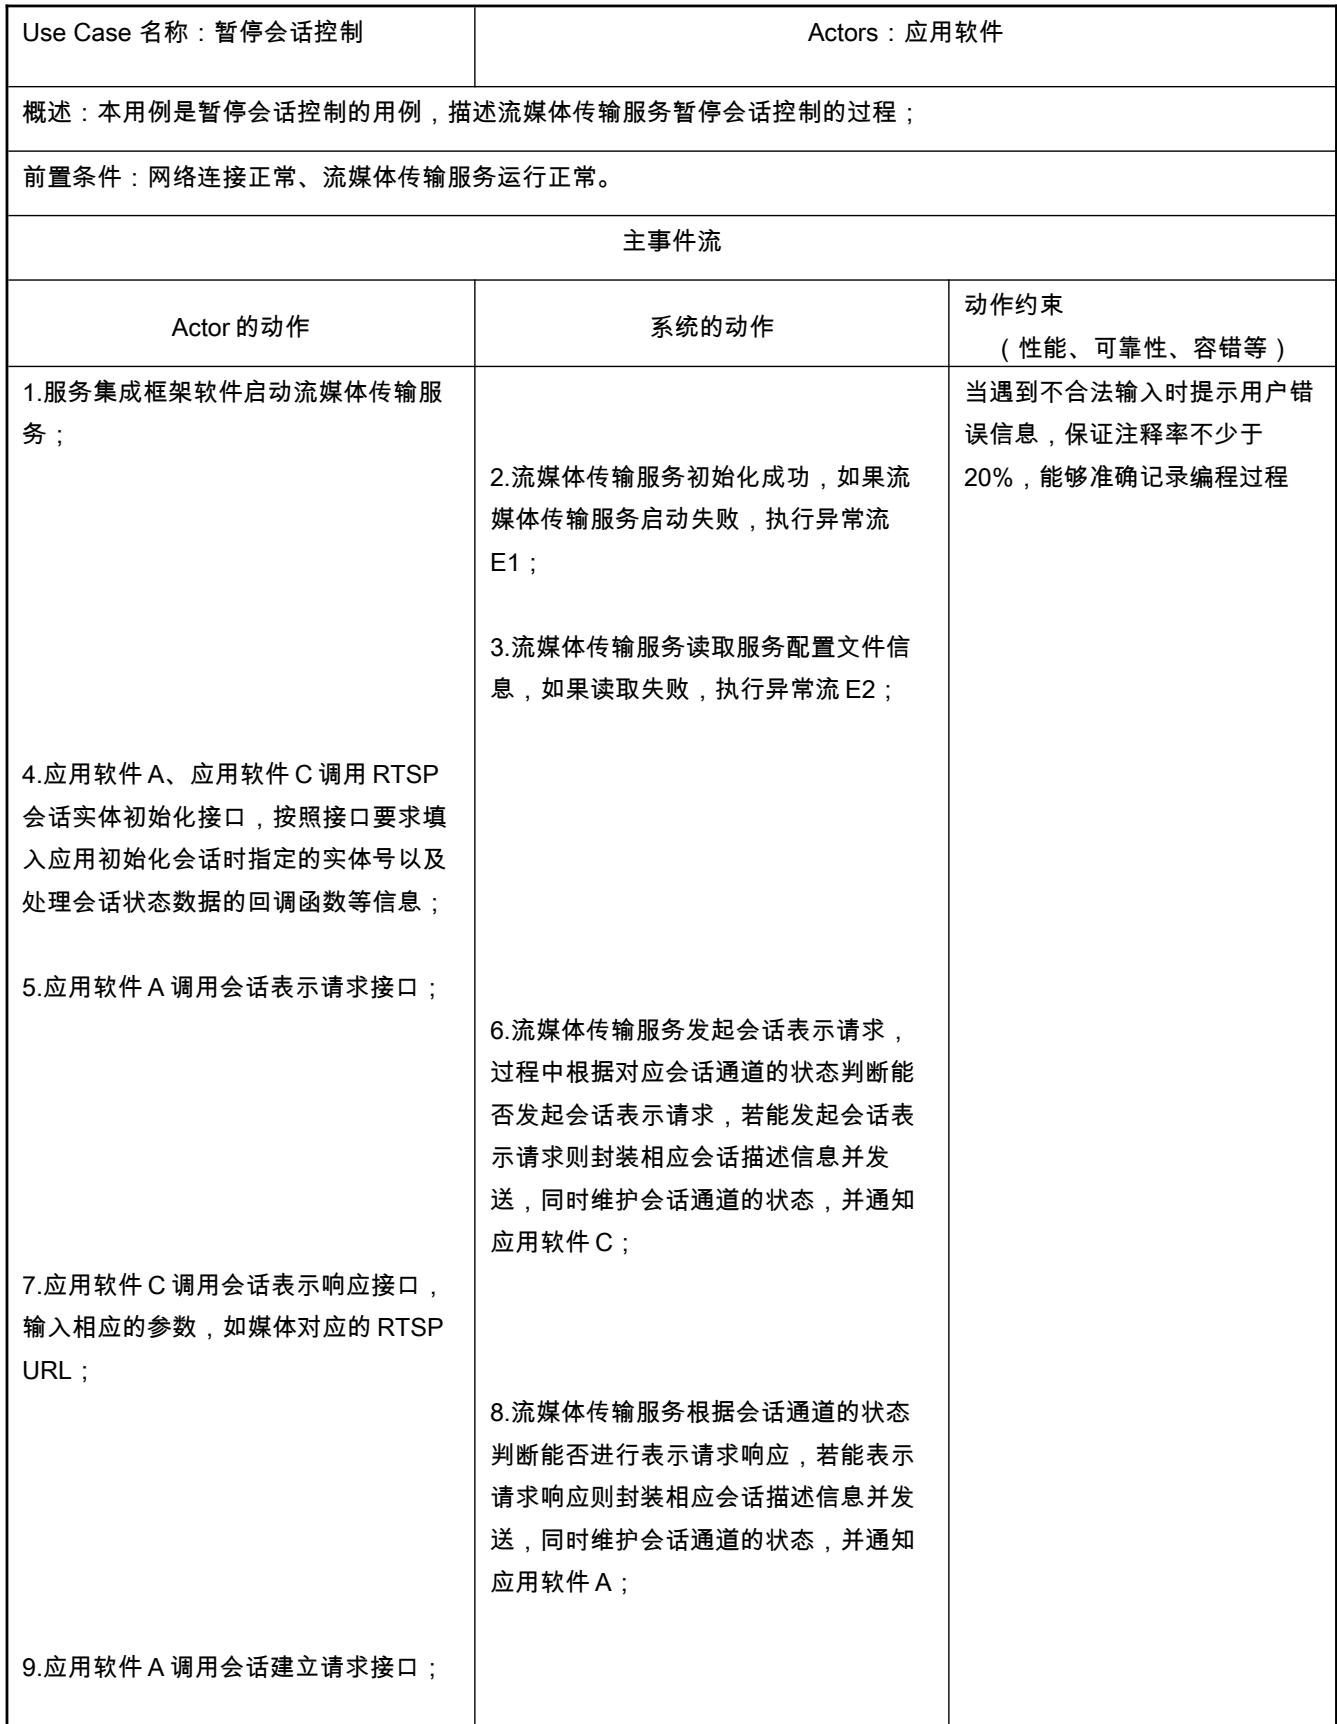 Use Case 名称：暂停会话控制
Actors：应用软件
概述：本用例是暂停会话控制的用例，描述流媒体传输服务暂停会话控制的过程；
前置条件：网络连接正常、流媒体传输服务运行正常。
主事件流
Actor 的动作
系统的动作
动作约束
（性能、可靠性、容错等）
1.服务集成框架软件启动流媒体传输服
务；
当遇到不合法输入时提示用户错
误信息，保证注释率不少于
20%，能够准确记录编程过程
2.流媒体传输服务初始化成功，如果流
媒体传输服务启动失败，执行异常流
E1；
3.流媒体传输服务读取服务配置文件信
息，如果读取失败，执行异常流 E2；
4.应用软件 A、应用软件 C 调用 RTSP
会话实体初始化接口，按照接口要求填
入应用初始化会话时指定的实体号以及
处理会话状态数据的回调函数等信息；
5.应用软件 A 调用会话表示请求接口；
6.流媒体传输服务发起会话表示请求，
过程中根据对应会话通道的状态判断能
否发起会话表示请求，若能发起会话表
示请求则封装相应会话描述信息并发
送，同时维护会话通道的状态，并通知
应用软件 C；
7.应用软件 C 调用会话表示响应接口，
输入相应的参数，如媒体对应的 RTSP
URL；
8.流媒体传输服务根据会话通道的状态
判断能否进行表示请求响应，若能表示
请求响应则封装相应会话描述信息并发
送，同时维护会话通道的状态，并通知
应用软件 A；
9.应用软件 A 调用会话建立请求接口；